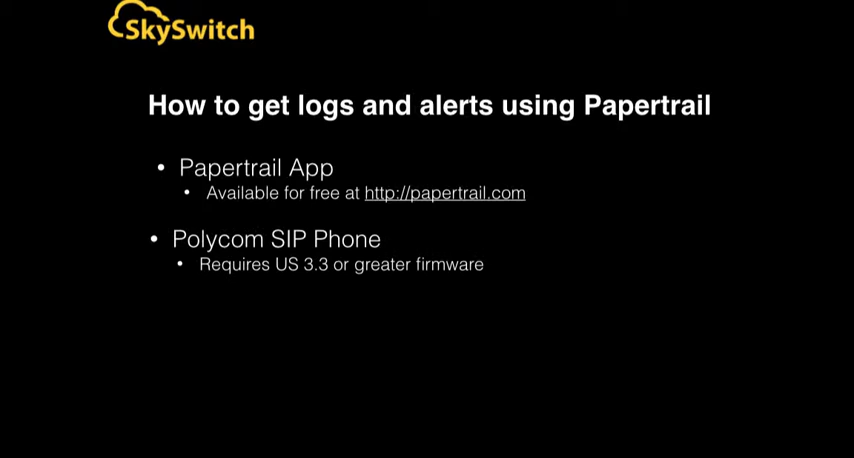 SkySwitch
How to get logs and alerts using Papertrail
• Papertrail App
• Available for free at http://papertrail.com
• Polycom SIP Phone
• Requires US 3.3 or greater firmware